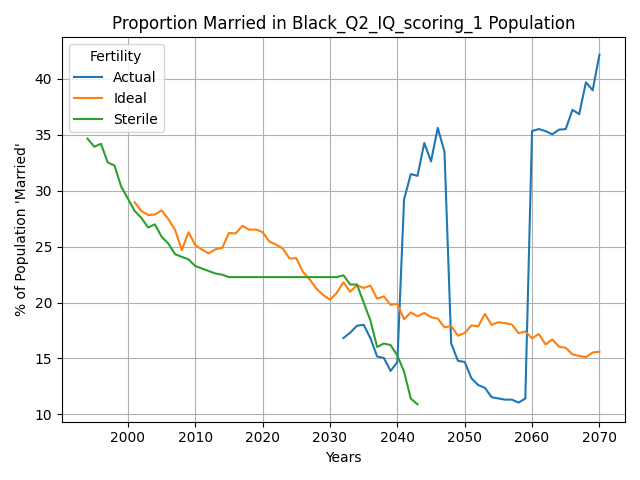 Proportion Married in Black_Q2_IQ_scoring_1 Population
Fertility
Actual
Ideal
Sterile
% of Population 'Married'
40
35
30
25
20
15
10
2000 2010 2020 2030 2040 2050 2060 2070
Years